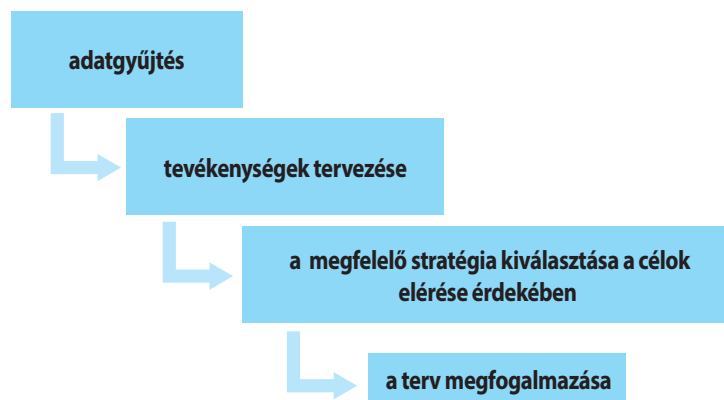 adatgyűjtés
tevékenységek tervezése
a megfelelő stratégia kiválasztása a célok
elérése érdekében
a terv megfogalmazása